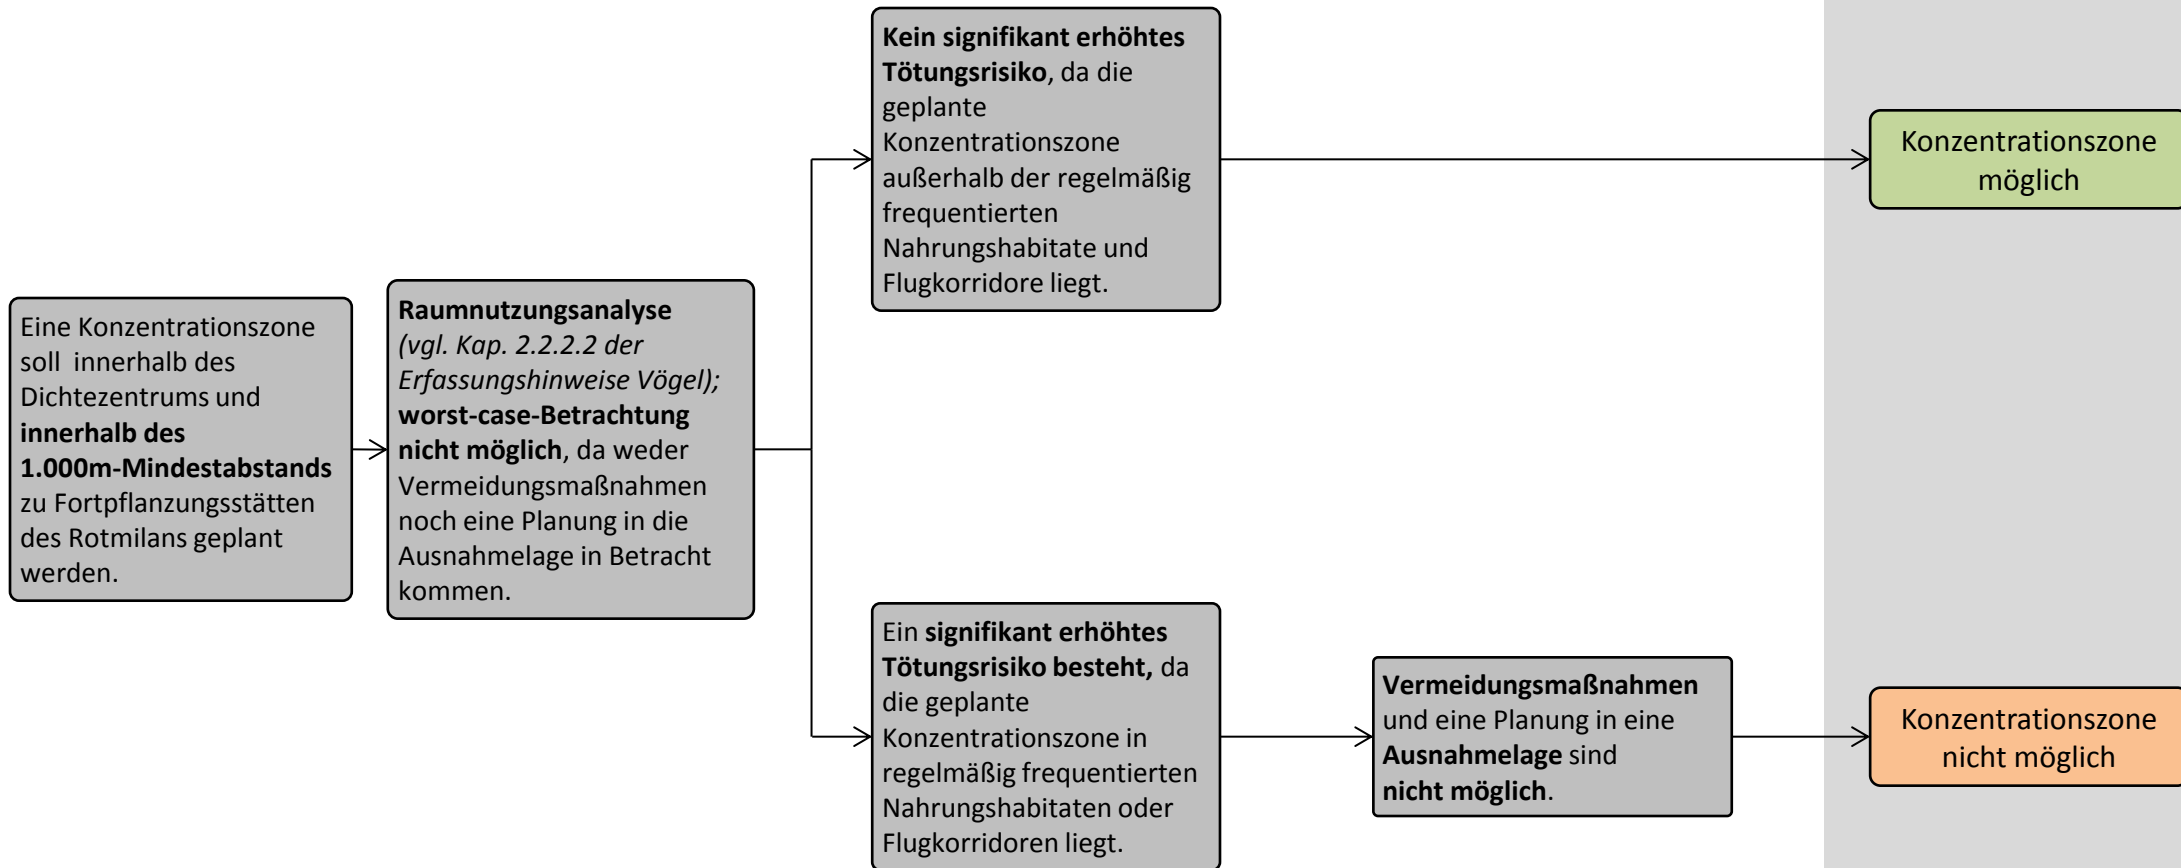 Eine Konzentrationszone
soll innerhalb des
Dichtezentrums und
innerhalb des
1.000m-Mindestabstands
zu Fortpflanzungsstätten
des Rotmilans geplant
werden.
Raumnutzungsanalyse
(vgl. Kap. 2.2.2.2 der
Erfassungshinweise Vögel);
worst-case-Betrachtung
nicht möglich, da weder
Vermeidungsmaßnahmen
noch eine Planung in die
Ausnahmelage in Betracht
kommen.
Kein signifikant erhöhtes
Tötungsrisiko, da die
geplante
Konzentrationszone
außerhalb der regelmäßig
frequentierten
Nahrungshabitate und
Flugkorridore liegt.
Konzentrationszone
möglich
Ein signifikant erhöhtes
Tötungsrisiko besteht, da
die geplante
Konzentrationszone in
regelmäßig frequentierten
Nahrungshabitaten oder
Flugkorridoren liegt.
Vermeidungsmaßnahmen
und eine Planung in eine
Ausnahmelage sind
nicht möglich.
Konzentrationszone
nicht möglich